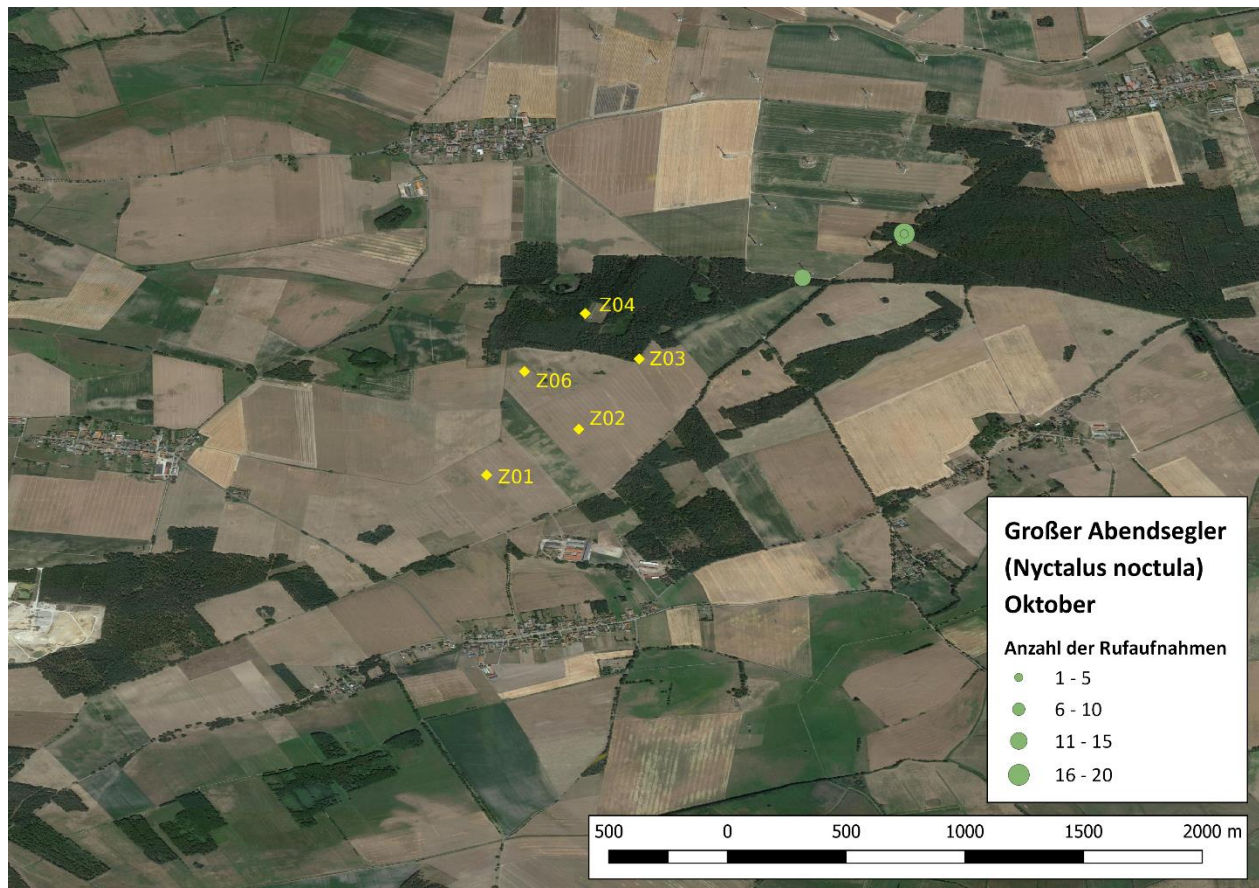 Z04
Z03
Z06
Z02
Z01
Großer Abendsegler
(Nyctalus noctula)
Oktober
Anzahl der Rufaufnahmen
1 - 5
6 - 10
11 - 15
16 - 20
500 0 500 1000 1500 2000 m